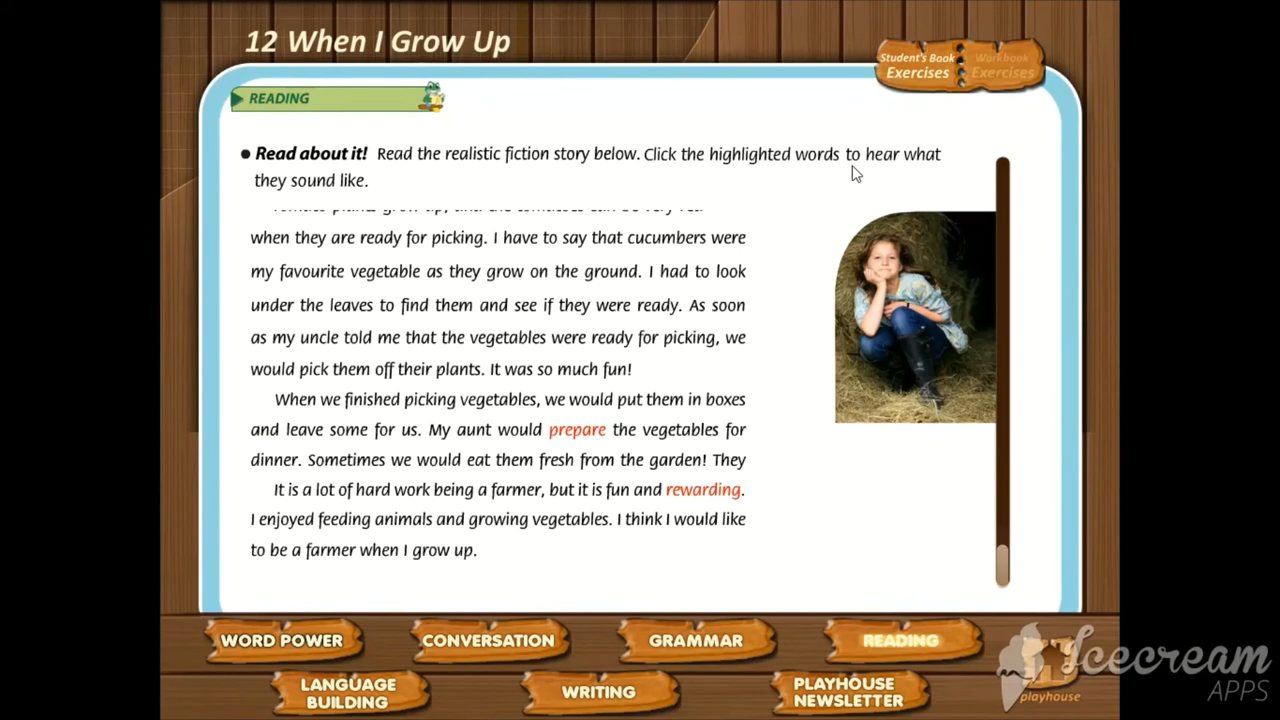 12 When I Grow Up
Student's Book
Exercises
Workbook
Exercises
READING
● Read about it! Read the realistic fiction story below. Click the highlighted words to hear what
they sound like.
when they are ready for picking. I have to say that cucumbers were
my favourite vegetable as they grow on the ground. I had to look
under the leaves to find them and see if they were ready. As soon
as my uncle told me that the vegetables were ready for picking, we
would pick them off their plants. It was so much fun!
When we finished picking vegetables, we would put them in boxes
and leave some for us. My aunt would prepare the vegetables for
dinner. Sometimes we would eat them fresh from the garden! They
It is a lot of hard work being a farmer, but it is fun and rewarding.
I enjoyed feeding animals and growing vegetables. I think I would like
to be a farmer when I grow up.
WORD POWER
CONVERSATION
GRAMMAR
READING
LANGUAGE
BUILDING
WRITING
PLAYHOUSE
NEWSLETTER
playhouse
Icecream
APPS